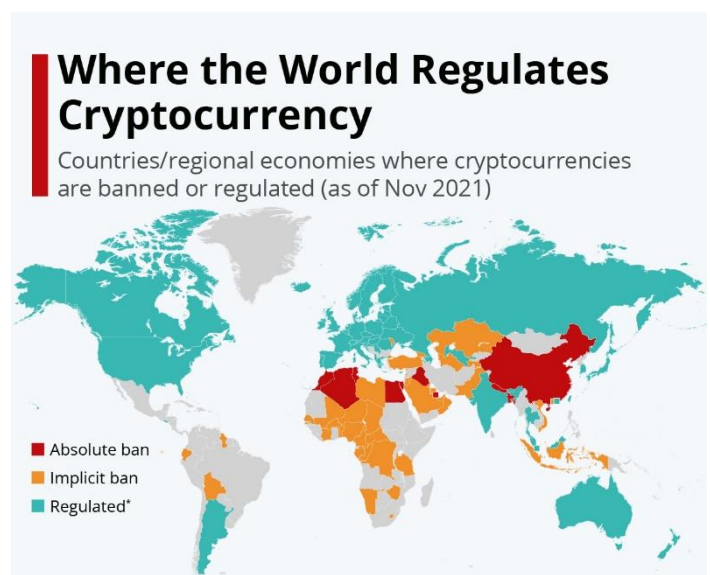 Where the World Regulates
Cryptocurrency
Countries/regional economies where cryptocurrencies
are banned or regulated (as of Nov 2021)
Absolute ban
Implicit ban
Regulated*